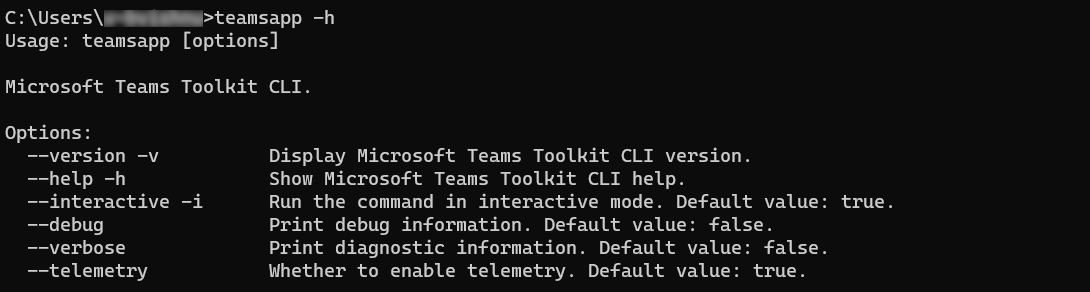 C:\Users\>teamsapp -h
Usage: teamsapp [options]
Microsoft Teams Toolkit CLI.
Options:
--version -v Display Microsoft Teams Toolkit CLI version.
--help -h Show Microsoft Teams Toolkit CLI help.
--interactive -i Run the command in interactive mode. Default value: true.
--debug Print debug information. Default value: false.
--verbose Print diagnostic information. Default value: false.
--telemetry Whether to enable telemetry. Default value: true.